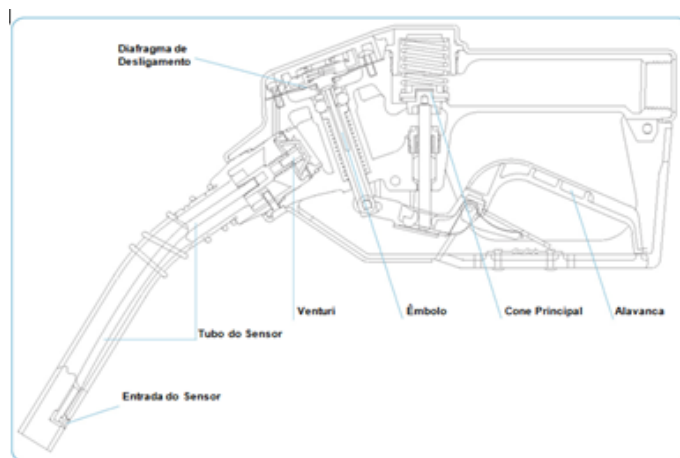 Diafragma de
Desligamento
Venturi
Êmbolo
Cone Principal
Alavanca
Tubo do Sensor
Entrada do Sensor